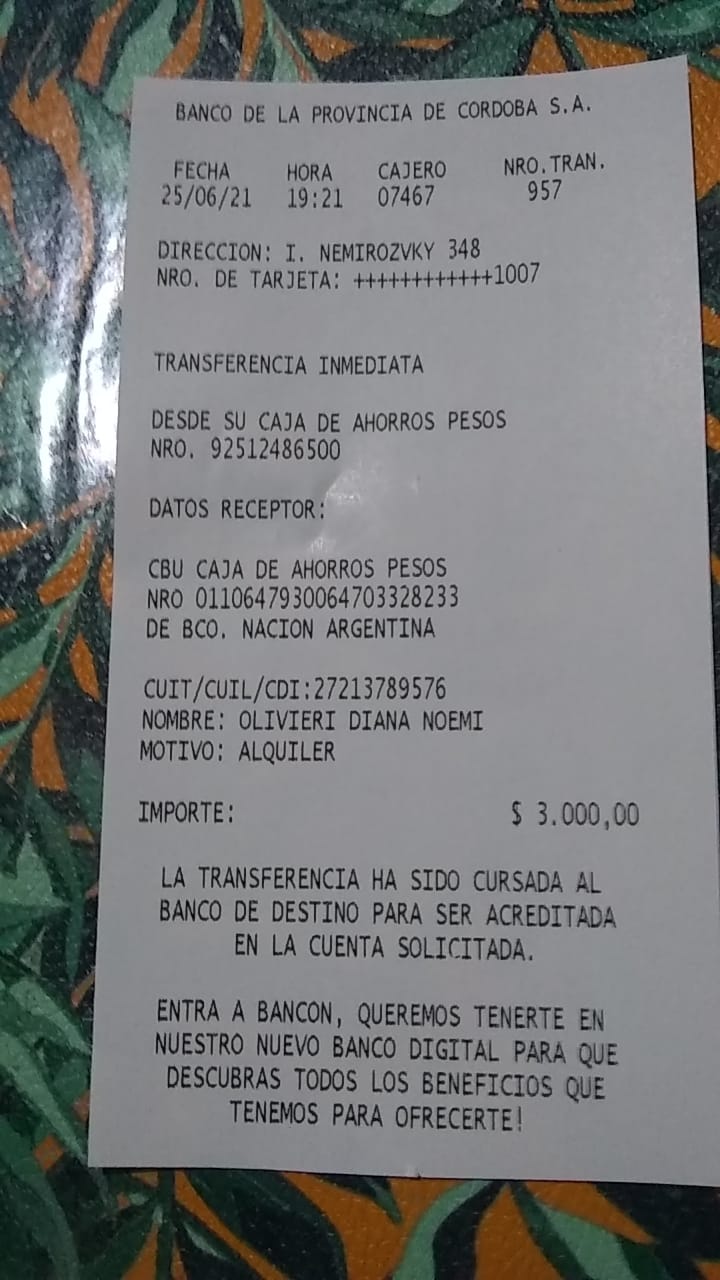 BANCO DE LA PROVINCIA DE CORDOBA S.A.
FECHA HORA CAJERO NRO.TRAN.
25/06/21 19:21 07467 957
DIRECCION: I. NEMIROZVKY 348
NRO. DE TARJETA: ++++++++++++1007
TRANSFERENCIA INMEDIATA
DESDE SU CAJA DE AHORROS PESOS
NRO. 92512486500
DATOS RECEPTOR:
CBU CAJA DE AHORROS PESOS
NRO 0110647930064703328233
DE BCO. NACION ARGENTINA
CUIT/CUIL/CDI:27213789576
NOMBRE: OLIVIERI DIANA NOEMI
MOTIVO: ALQUILER
IMPORTE: $ 3.000,00
LA TRANSFERENCIA HA SIDO CURSADA AL
BANCO DE DESTINO PARA SER ACREDITADA
EN LA CUENTA SOLICITADA.
ENTRA A BANCON, QUEREMOS TENERTE EN
NUESTRO NUEVO BANCO DIGITAL PARA QUE
DESCUBRAS TODOS LOS BENEFICIOS QUE
TENEMOS PARA OFRECERTE!